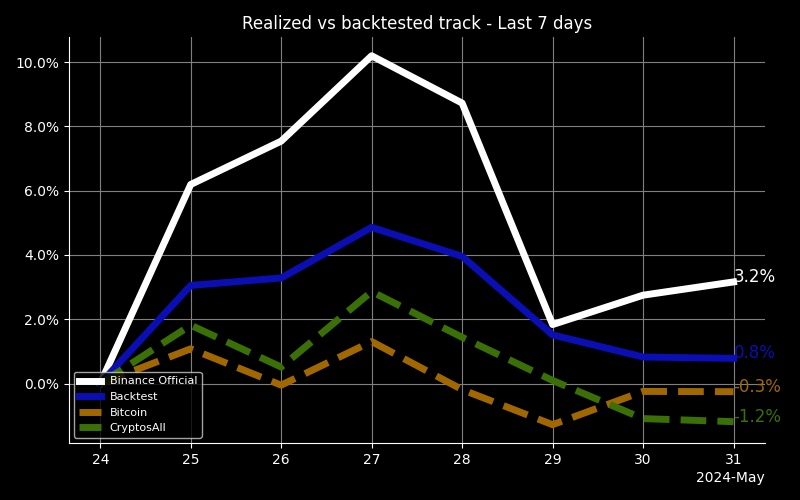 Realized vs backtested track - Last 7 days
10.0%
8.0%
6.0%
4.0%
2.0%
0.0%
3.2%
0.8%
-0.3%
-1.2%
Binance Official
Backtest
Bitcoin
CryptosAll
24 25 26 27 28 29 30 31
2024-May